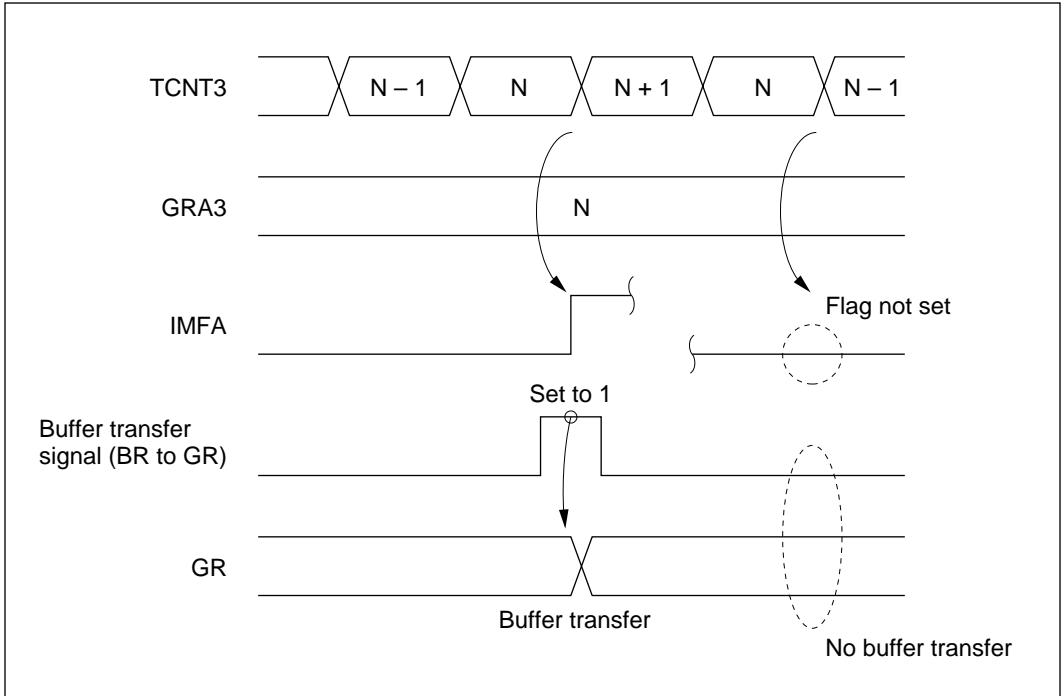 TCNT3
N – 1
N
N + 1
N
N – 1
GRA3
N
IMFA
Flag not set
Set to 1
Buffer transfer
signal (BR to GR)
GR
Buffer transfer
No buffer transfer